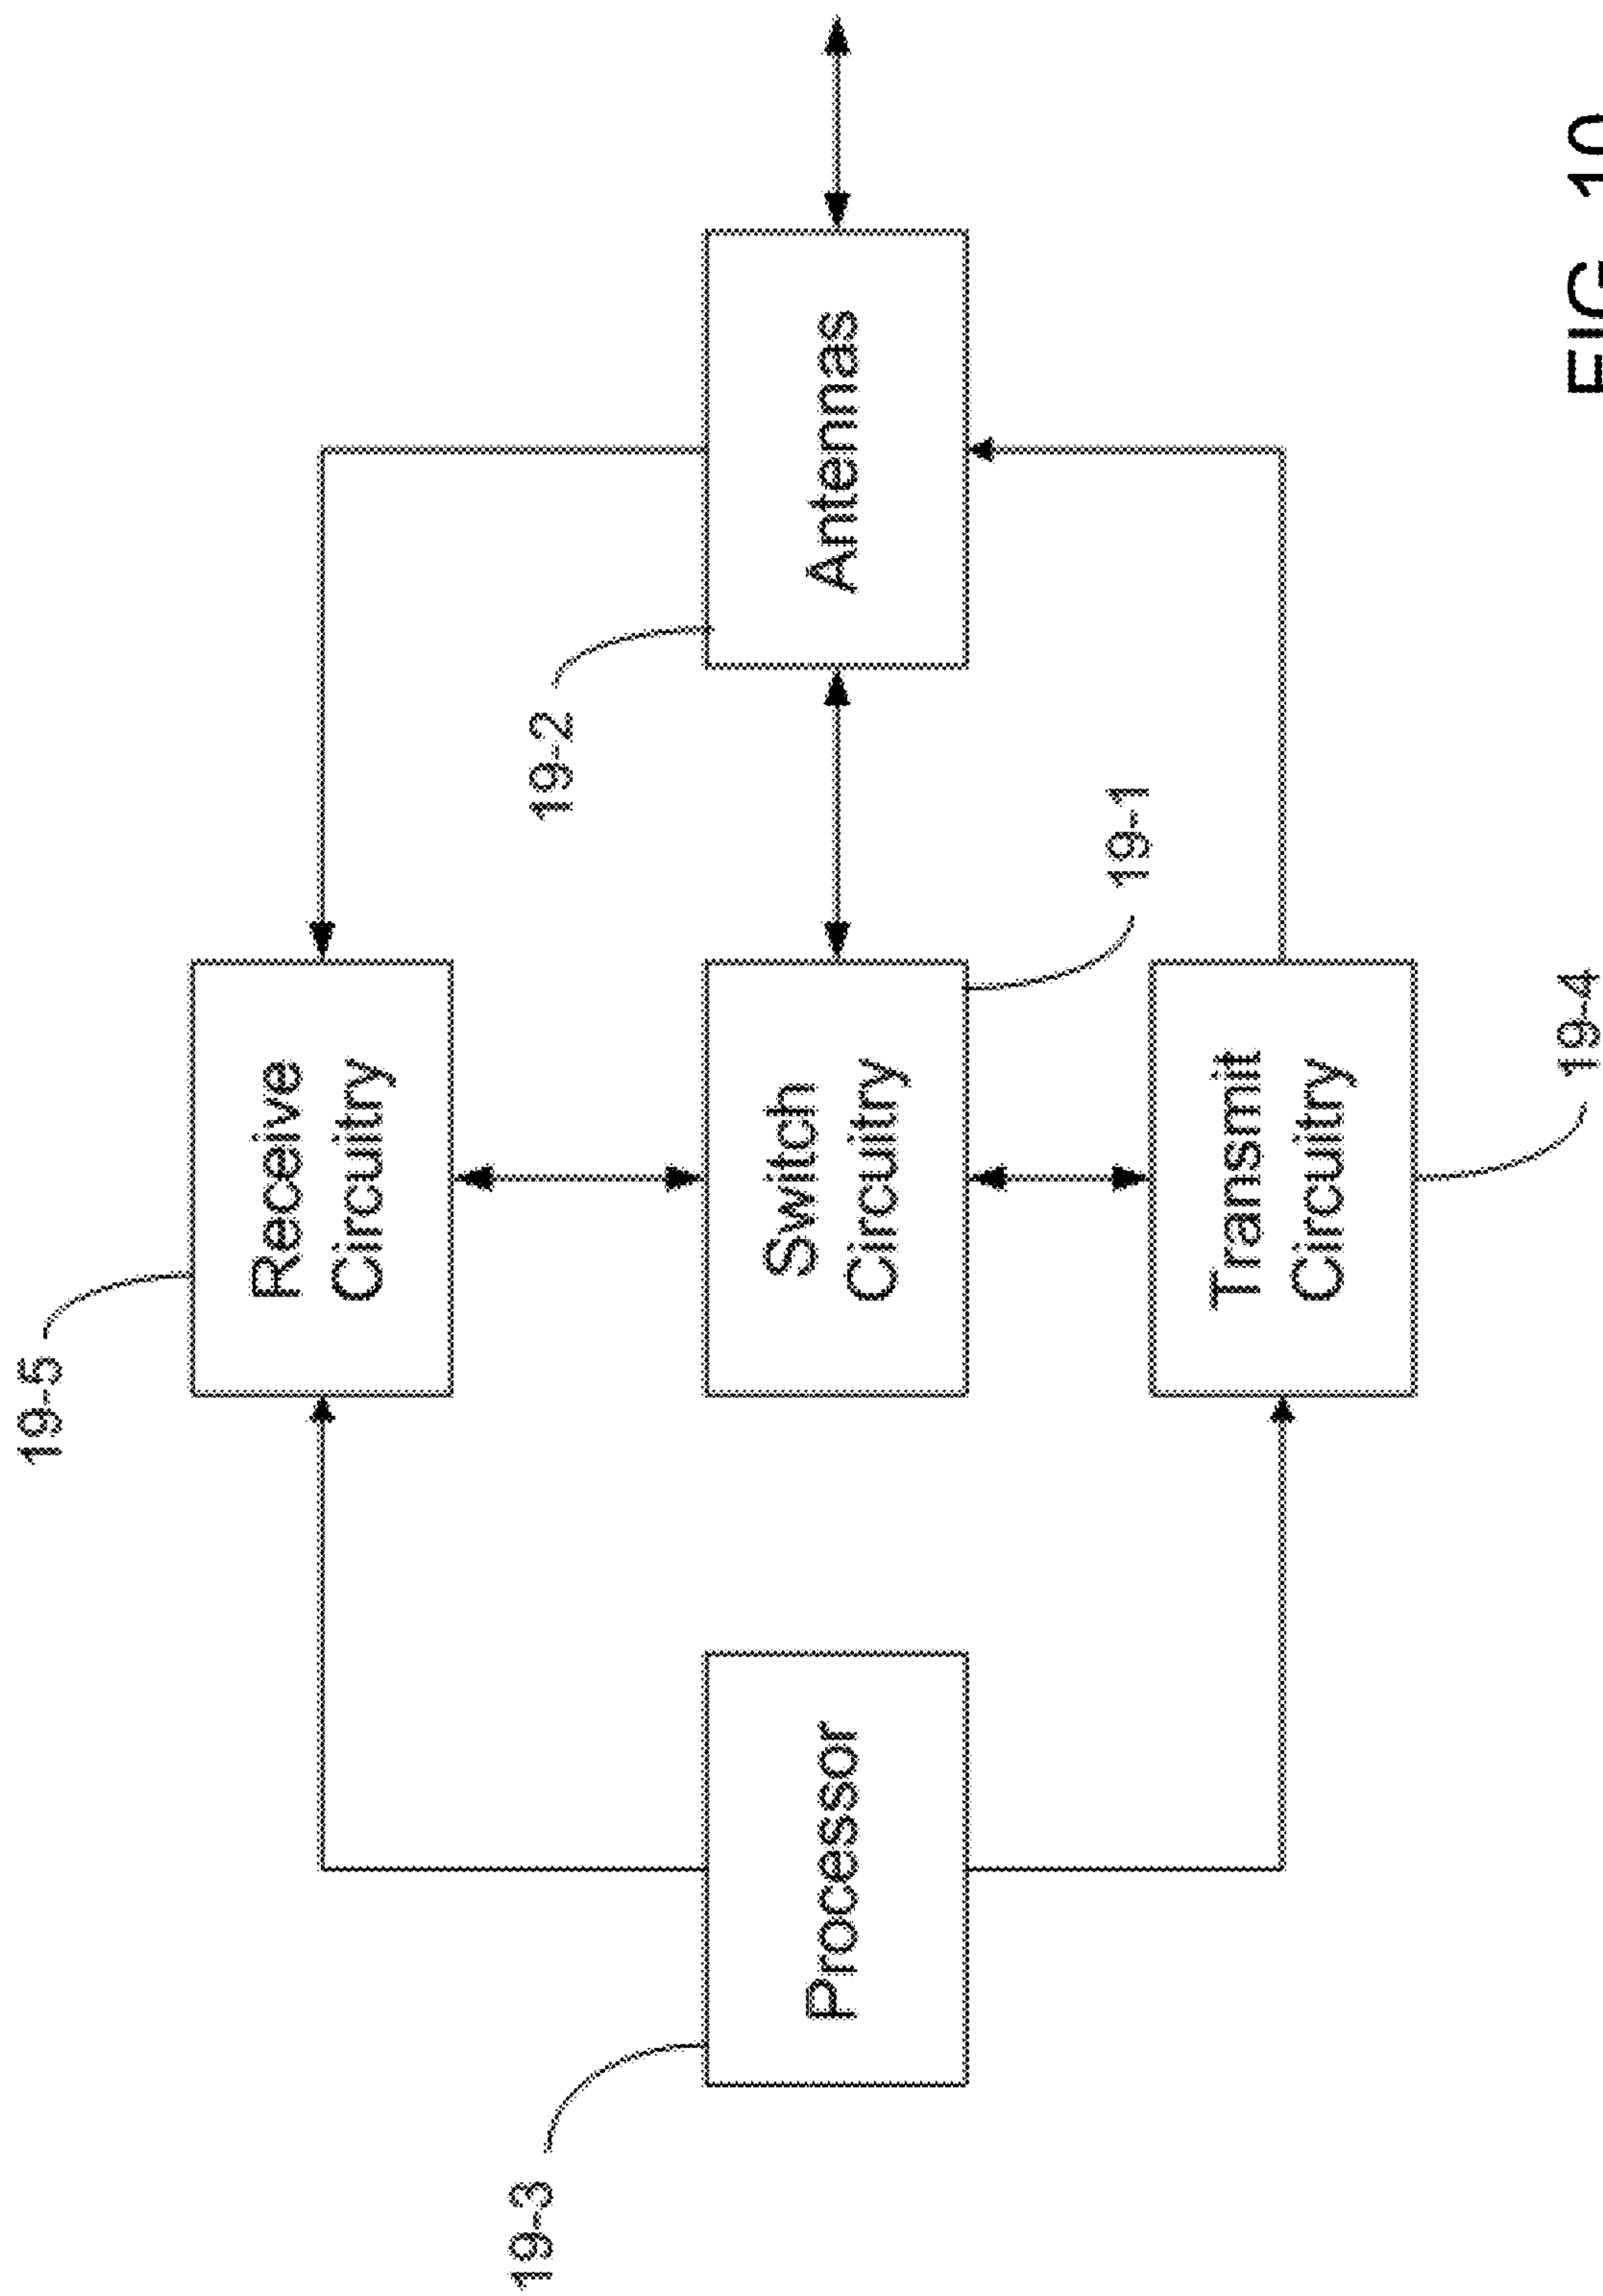 19-5
Receive
Circuitry
19-3
19-2
Processor
Switch
Circuitry
Antennas
19-1
Transmit
Circuitry
19-4
FIG